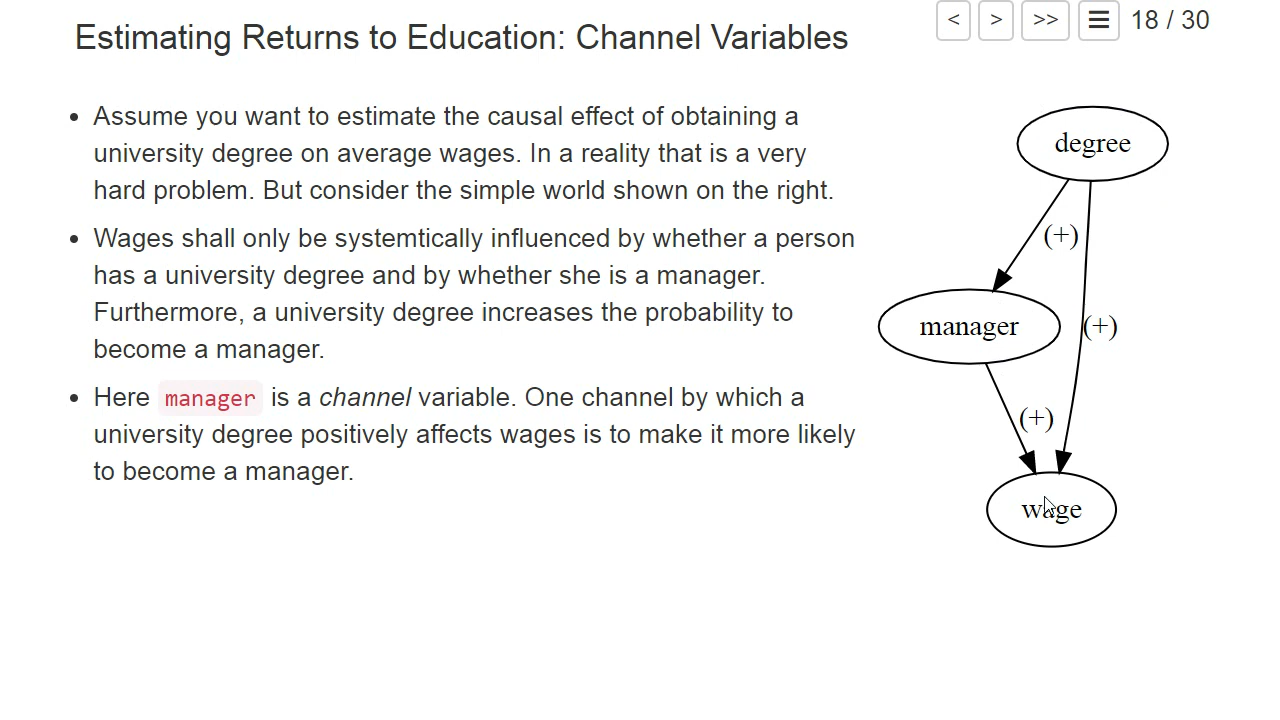 Estimating Returns to Education: Channel Variables
< > >> ☰ 18 / 30
• Assume you want to estimate the causal effect of obtaining a
university degree on average wages. In a reality that is a very
hard problem. But consider the simple world shown on the right.
• Wages shall only be systemtically influenced by whether a person
has a university degree and by whether she is a manager.
Furthermore, a university degree increases the probability to
become a manager.
• Here manager is a channel variable. One channel by which a
university degree positively affects wages is to make it more likely
to become a manager.
degree
(+)
manager
(+)
(+)
wage